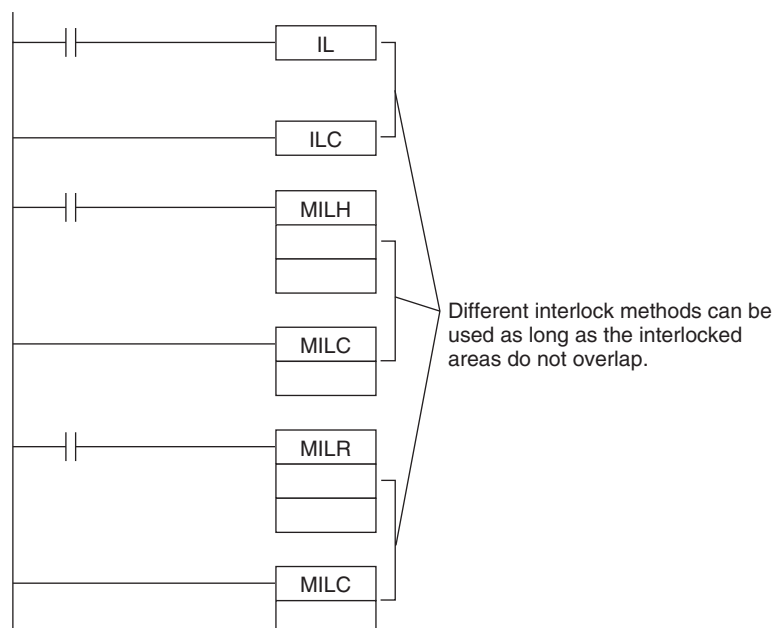 IL
ILC
MILH
MILC
Different interlock methods can be
used as long as the interlocked
areas do not overlap.
MILR
MILC